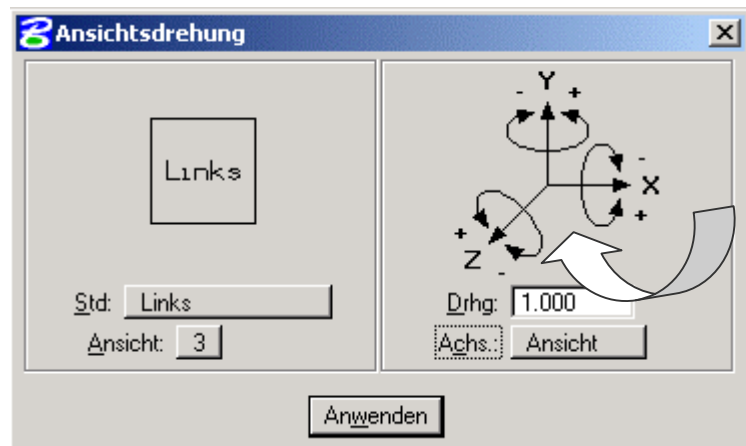 Ansichtsdrehung
Links
Y
- +
-
X
+
+
Z
-
Std: Links
Ansicht: 3
Drhg: 1.000
Achs.: Ansicht
Anwenden